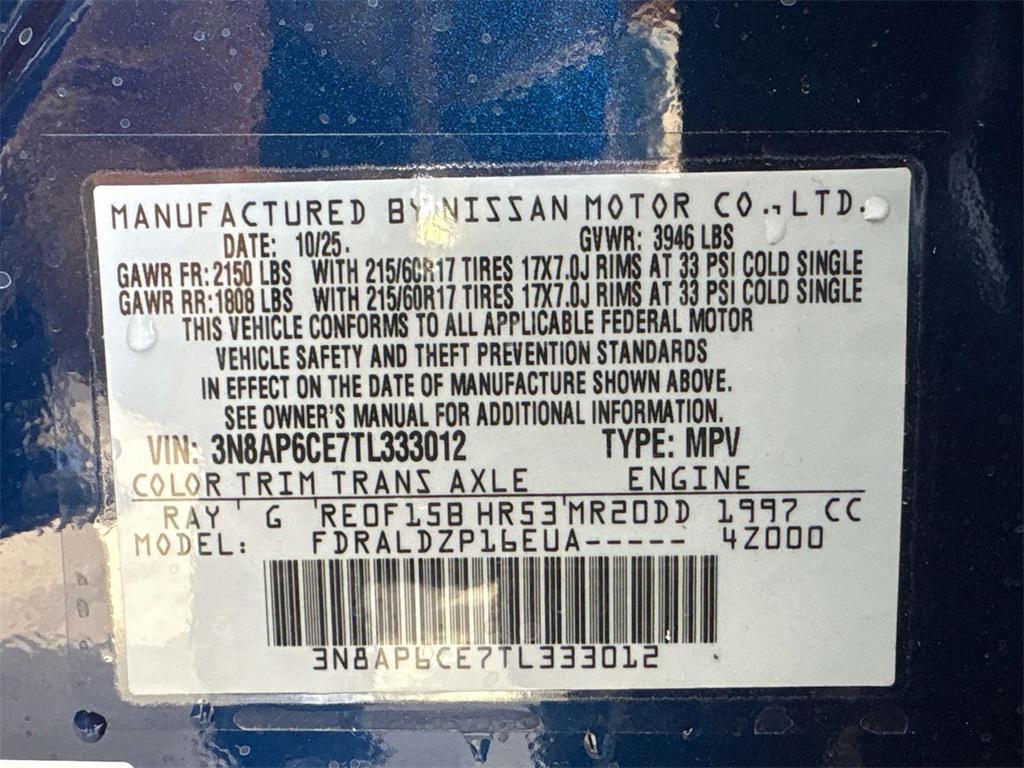 MANUFACTURED BY NISSAN MOTOR CO., LTD.
DATE: 10/25. GVWR: 3946 LBS
GAWR FR: 2150 LBS WITH 215/60R17 TIRES 17X7.0J RIMS AT 33 PSI COLD SINGLE
GAWR RR: 1808 LBS WITH 215/60R17 TIRES 17X7.0J RIMS AT 33 PSI COLD SINGLE
THIS VEHICLE CONFORMS TO ALL APPLICABLE FEDERAL MOTOR
VEHICLE SAFETY AND THEFT PREVENTION STANDARDS
IN EFFECT ON THE DATE OF MANUFACTURE SHOWN ABOVE.
SEE OWNER'S MANUAL FOR ADDITIONAL INFORMATION.
VIN: 3N8AP6CE7TL333012 TYPE: MPV
COLOR TRIM TRANS AXLE ENGINE
RAY ' G ' RE0F15B HR53 ' MR20DD 1997 CC
MODEL: FDRALDZP16EUA----- 4Z000
3N8AP6CE7TL333012